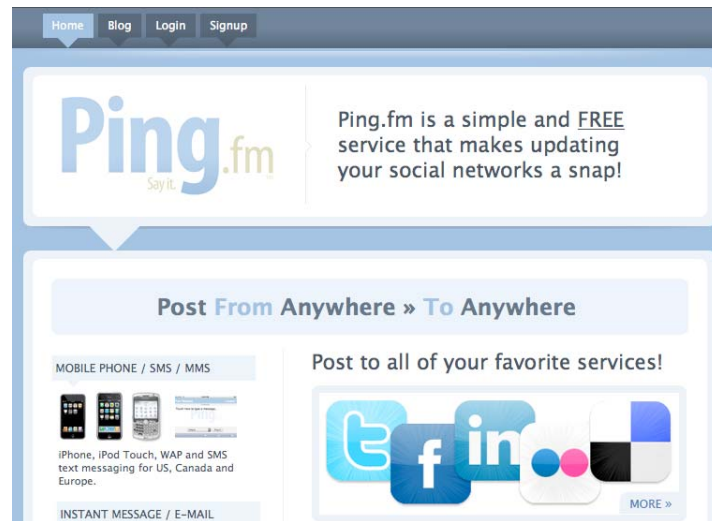 Home Blog Login Signup
Ping.fm
Say it.
Ping.fm is a simple and FREE
service that makes updating
your social networks a snap!
Post From Anywhere » To Anywhere
MOBILE PHONE / SMS / MMS
iPhone, iPod Touch, WAP and SMS
text messaging for US, Canada and
Europe.
INSTANT MESSAGE / E-MAIL
Post to all of your favorite services!
t f in
MORE »